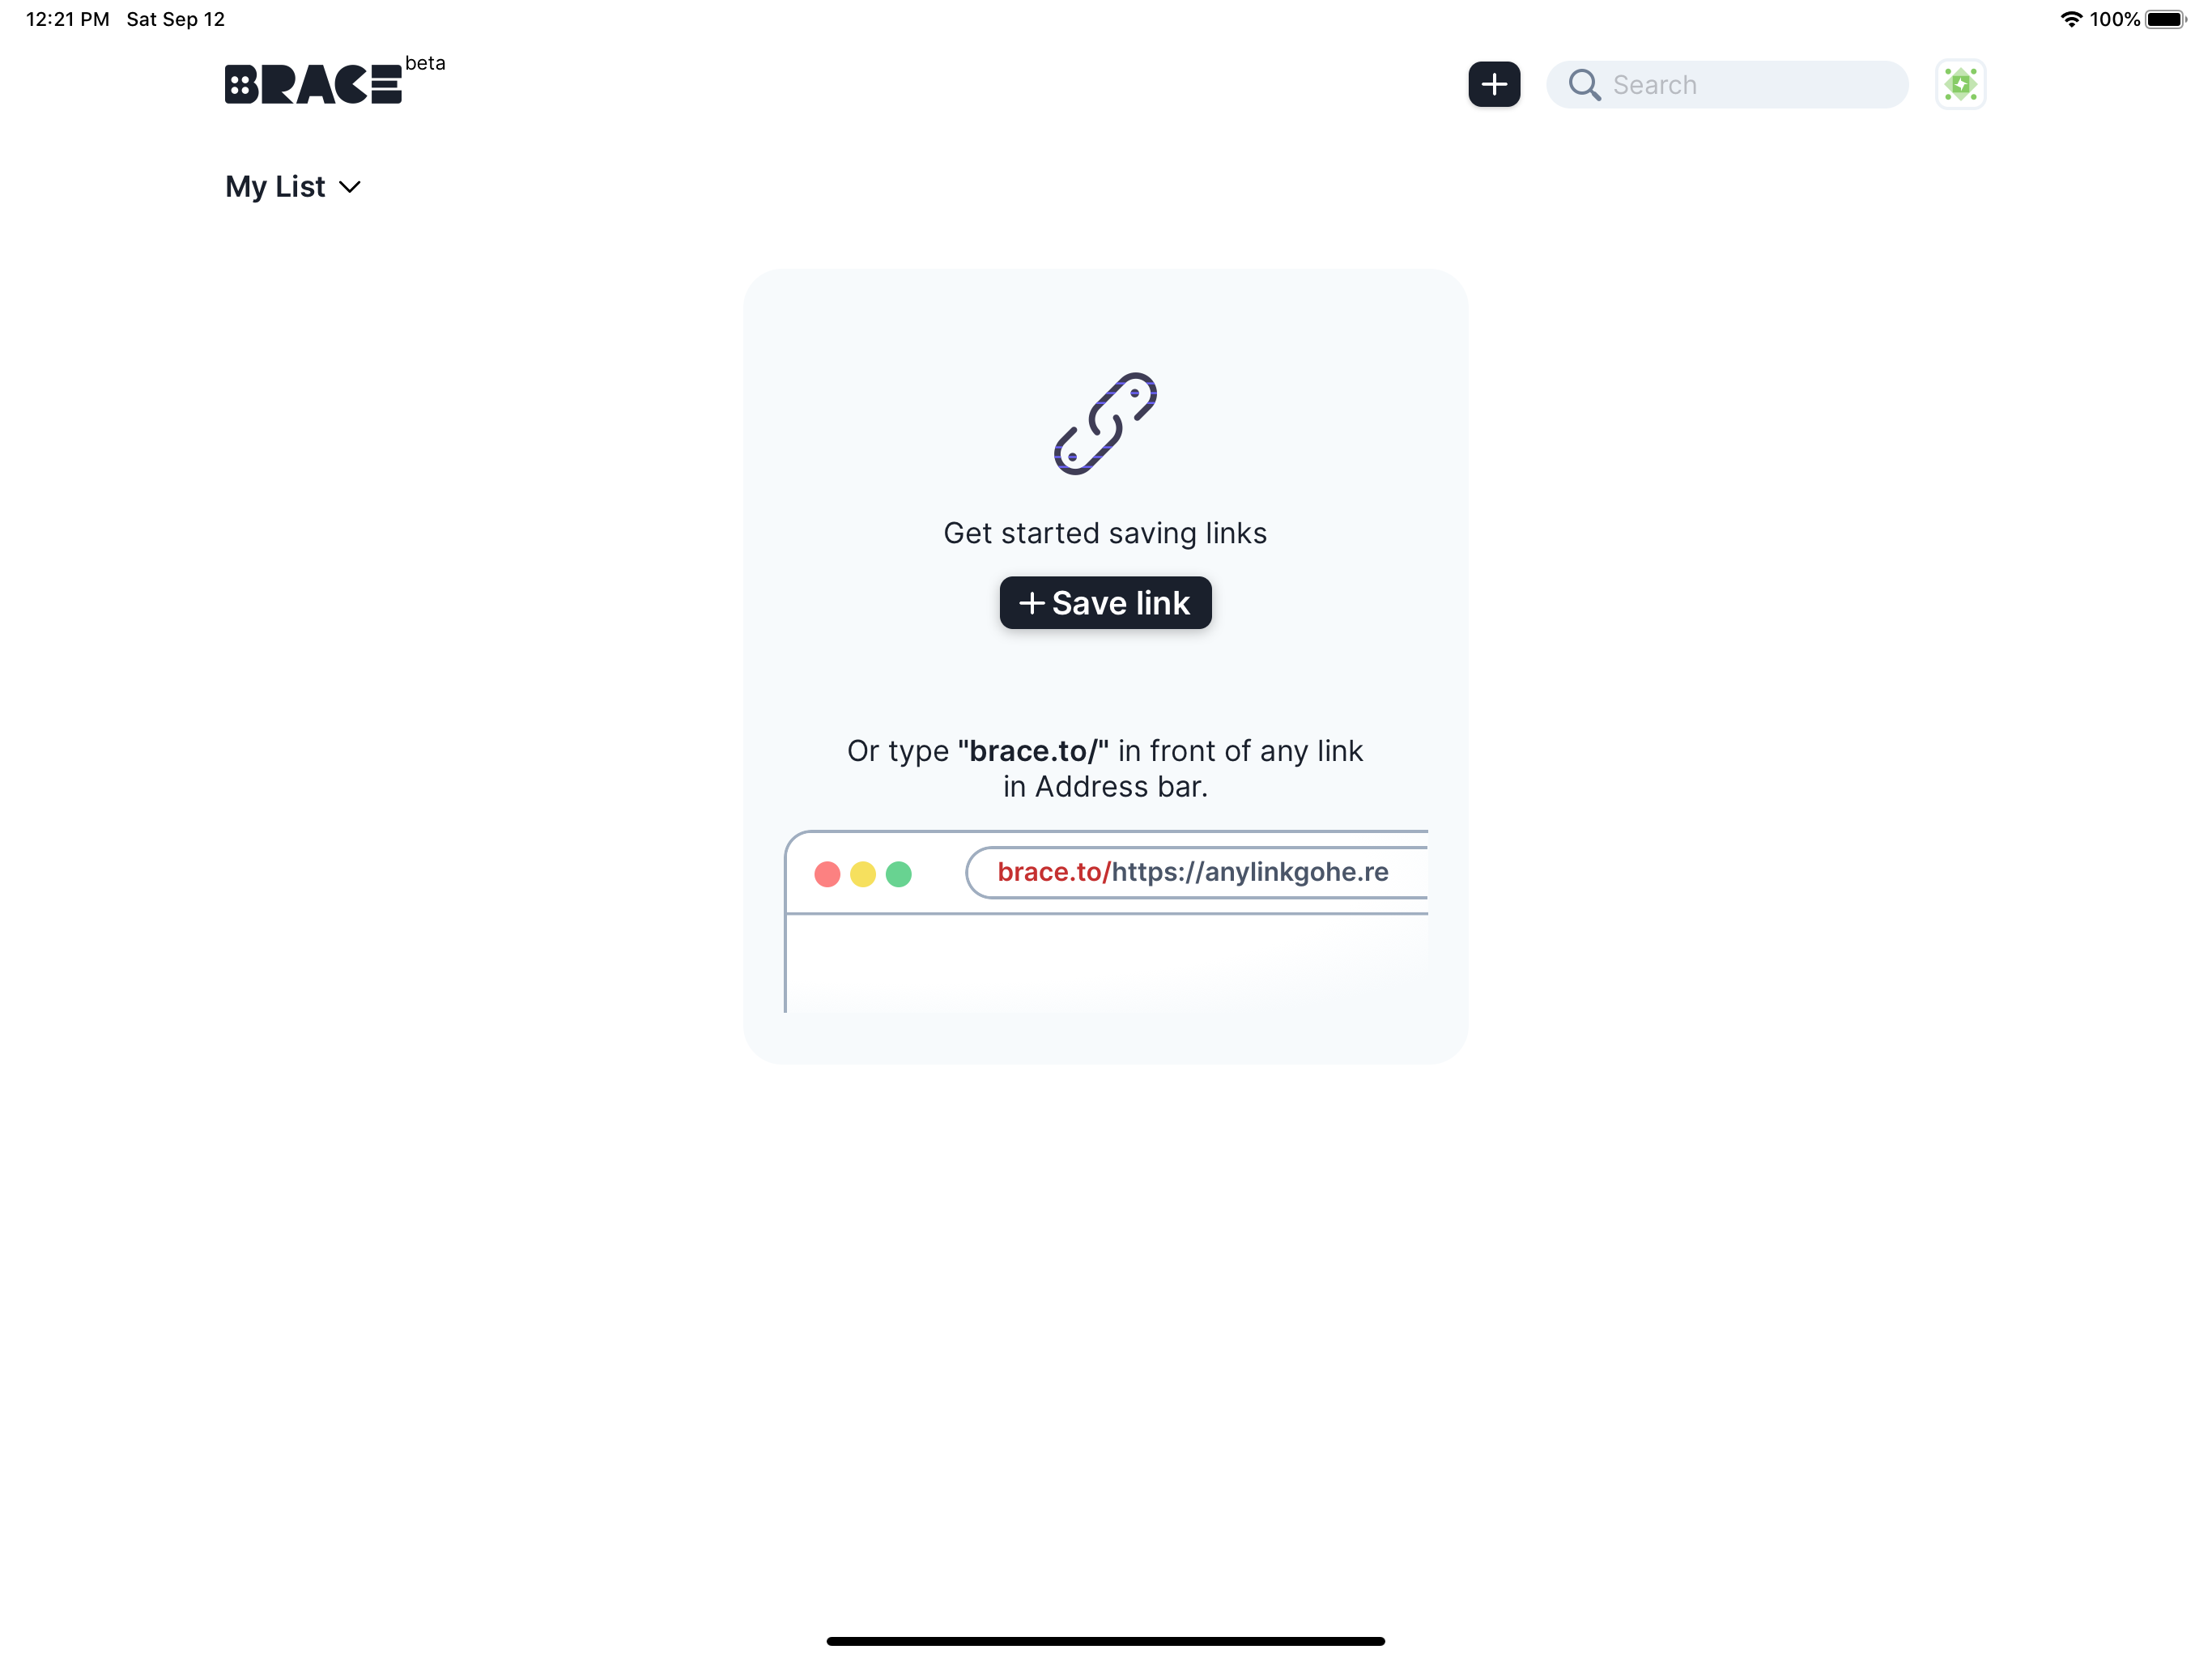 12:21 PM Sat Sep 12
100%
BRACE beta
Search
My List
Get started saving links
Save link
Or type "brace.to/" in front of any link
in Address bar.
brace.to/https://anylinkgohe.re